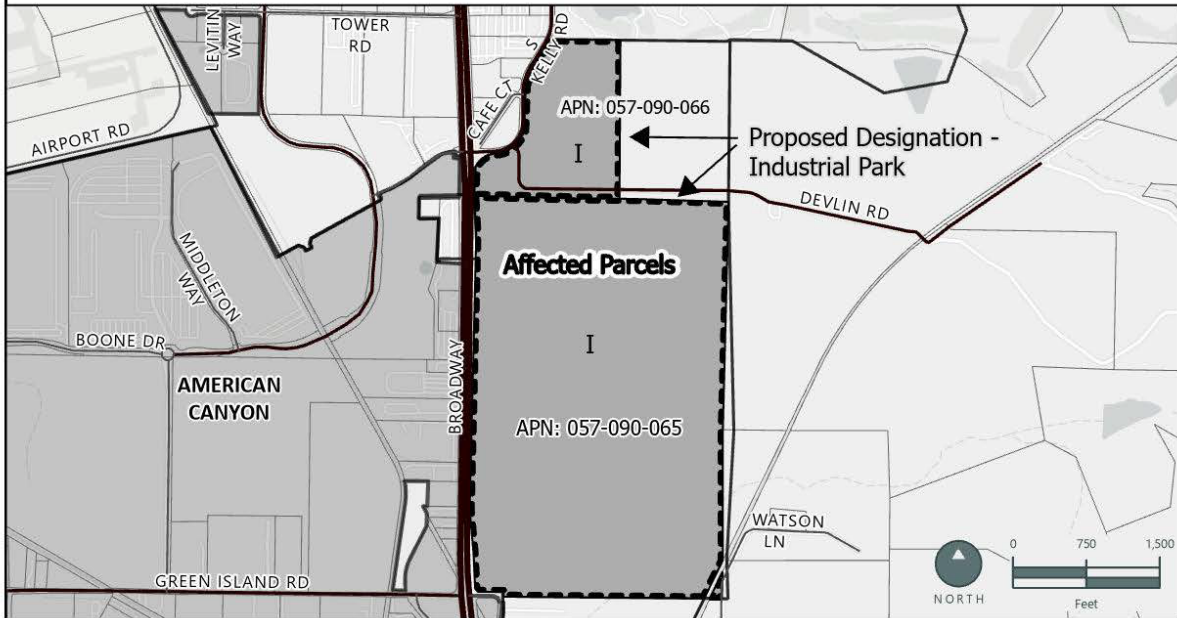 LEVITIN
WAY
TOWER
RD
S
KELLY RD
CAFE CT
APN: 057-090-066
AIRPORT RD
I
Proposed Designation -
Industrial Park
DEVLIN RD
MIDDLETON
WAY
Affected Parcels
BOONE DR
I
AMERICAN
CANYON
BROADWAY
APN: 057-090-065
WATSON
LN
GREEN ISLAND RD
NORTH
0 750 1,500
Feet